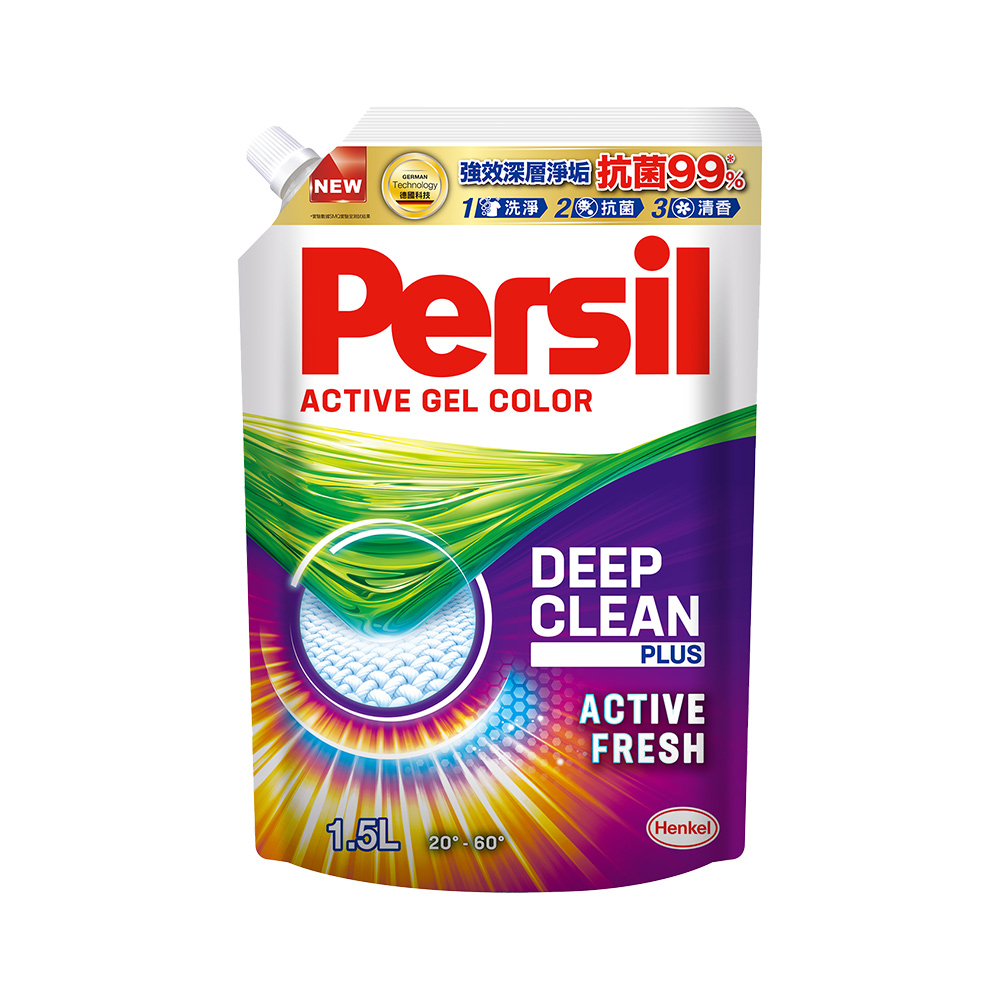 NEW
GERMAN
Technology
德國科技
強效深層淨垢 抗菌99%*
1 洗淨 2 抗菌 3 清香
Persil
ACTIVE GEL COLOR
DEEP
CLEAN
PLUS
ACTIVE
FRESH
1.5L 20° - 60°
Henkel